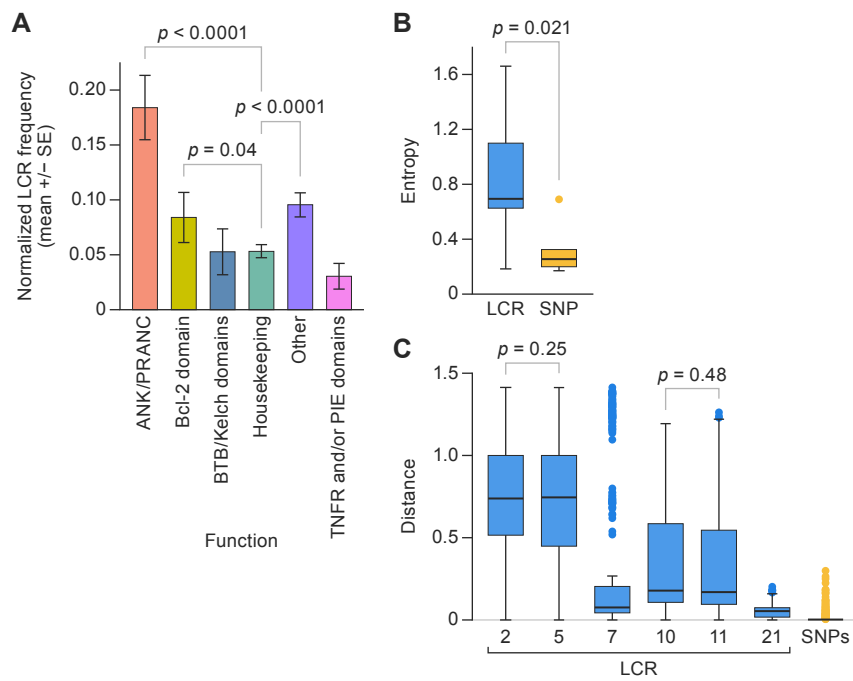 A
p < 0.0001
p < 0.0001
p = 0.04
Normalized LCR frequency
(mean +/− SE)
0.20
0.15
0.10
0.05
0
ANK/PRANC
Bcl-2 domain
BTB/Kelch domains
Housekeeping
Other
TNFR and/or PIE domains
Function
B
p = 0.021
Entropy
1.6
1.2
0.8
0.4
0
LCR SNP
C
p = 0.25
p = 0.48
Distance
1.5
1.0
0.5
0
2 5 7 10 11 21 SNPs
LCR